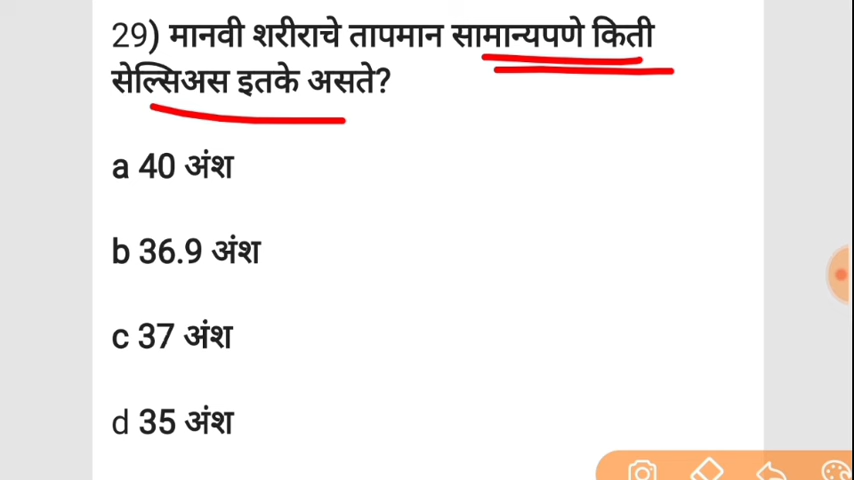 29) मानवी शरीराचे तापमान सामान्यपणे किती
सेल्सिअस इतके असते?
a 40 अंश
b 36.9 अंश
c 37 अंश
d 35 अंश